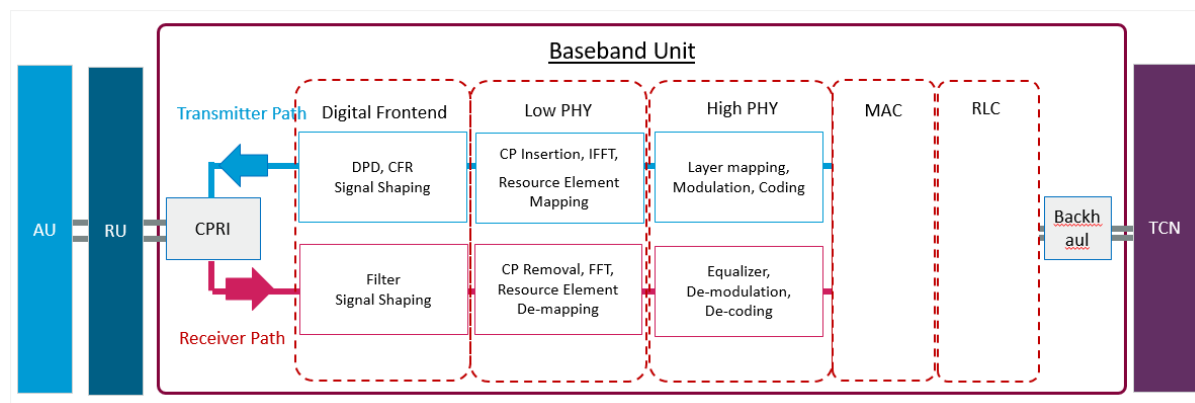 Baseband Unit
AU
RU
Transmitter Path
CPRI
Receiver Path
Digital Frontend
DPD, CFR
Signal Shaping
Filter
Signal Shaping
Low PHY
CP Insertion, IFFT,
Resource Element
Mapping
CP Removal, FFT,
Resource Element
De-mapping
High PHY
Layer mapping,
Modulation, Coding
Equalizer,
De-modulation,
De-coding
MAC
RLC
Backh
aul
TCN